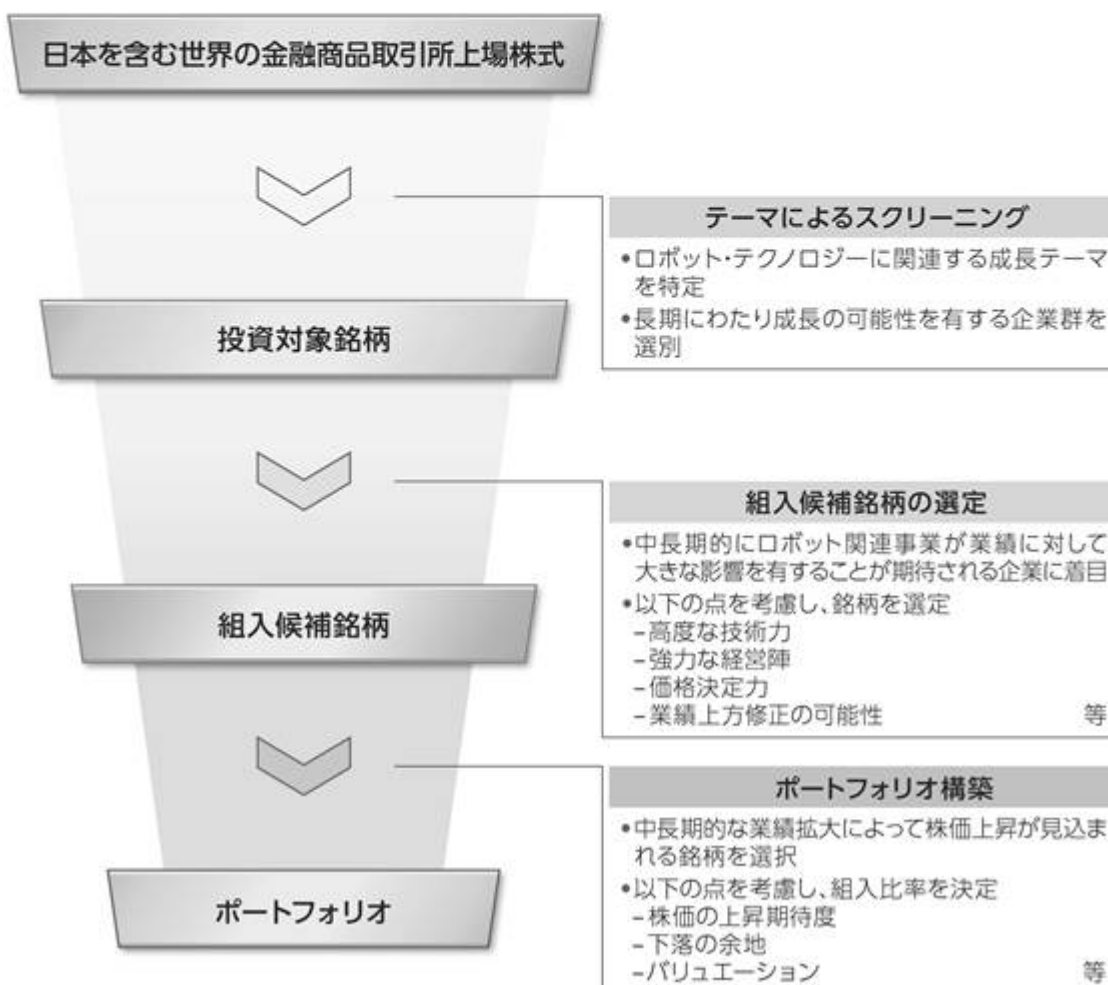 日本を含む世界の金融商品取引所上場株式
テーマによるスクリーニング
•ロボット・テクノロジーに関連する成長テーマ
を特定
•長期にわたり成長の可能性を有する企業群を
選別
投資対象銘柄
組入候補銘柄の選定
•中長期的にロボット関連事業が業績に対して
大きな影響を有することが期待される企業に着目
•以下の点を考慮し、銘柄を選定
−高度な技術力
−強力な経営陣
−価格決定力
−業績上方修正の可能性 等
組入候補銘柄
ポートフォリオ構築
•中長期的な業績拡大によって株価上昇が見込ま
れる銘柄を選択
•以下の点を考慮し、組入比率を決定
−株価の上昇期待度
−下落の余地
−バリュエーション 等
ポートフォリオ